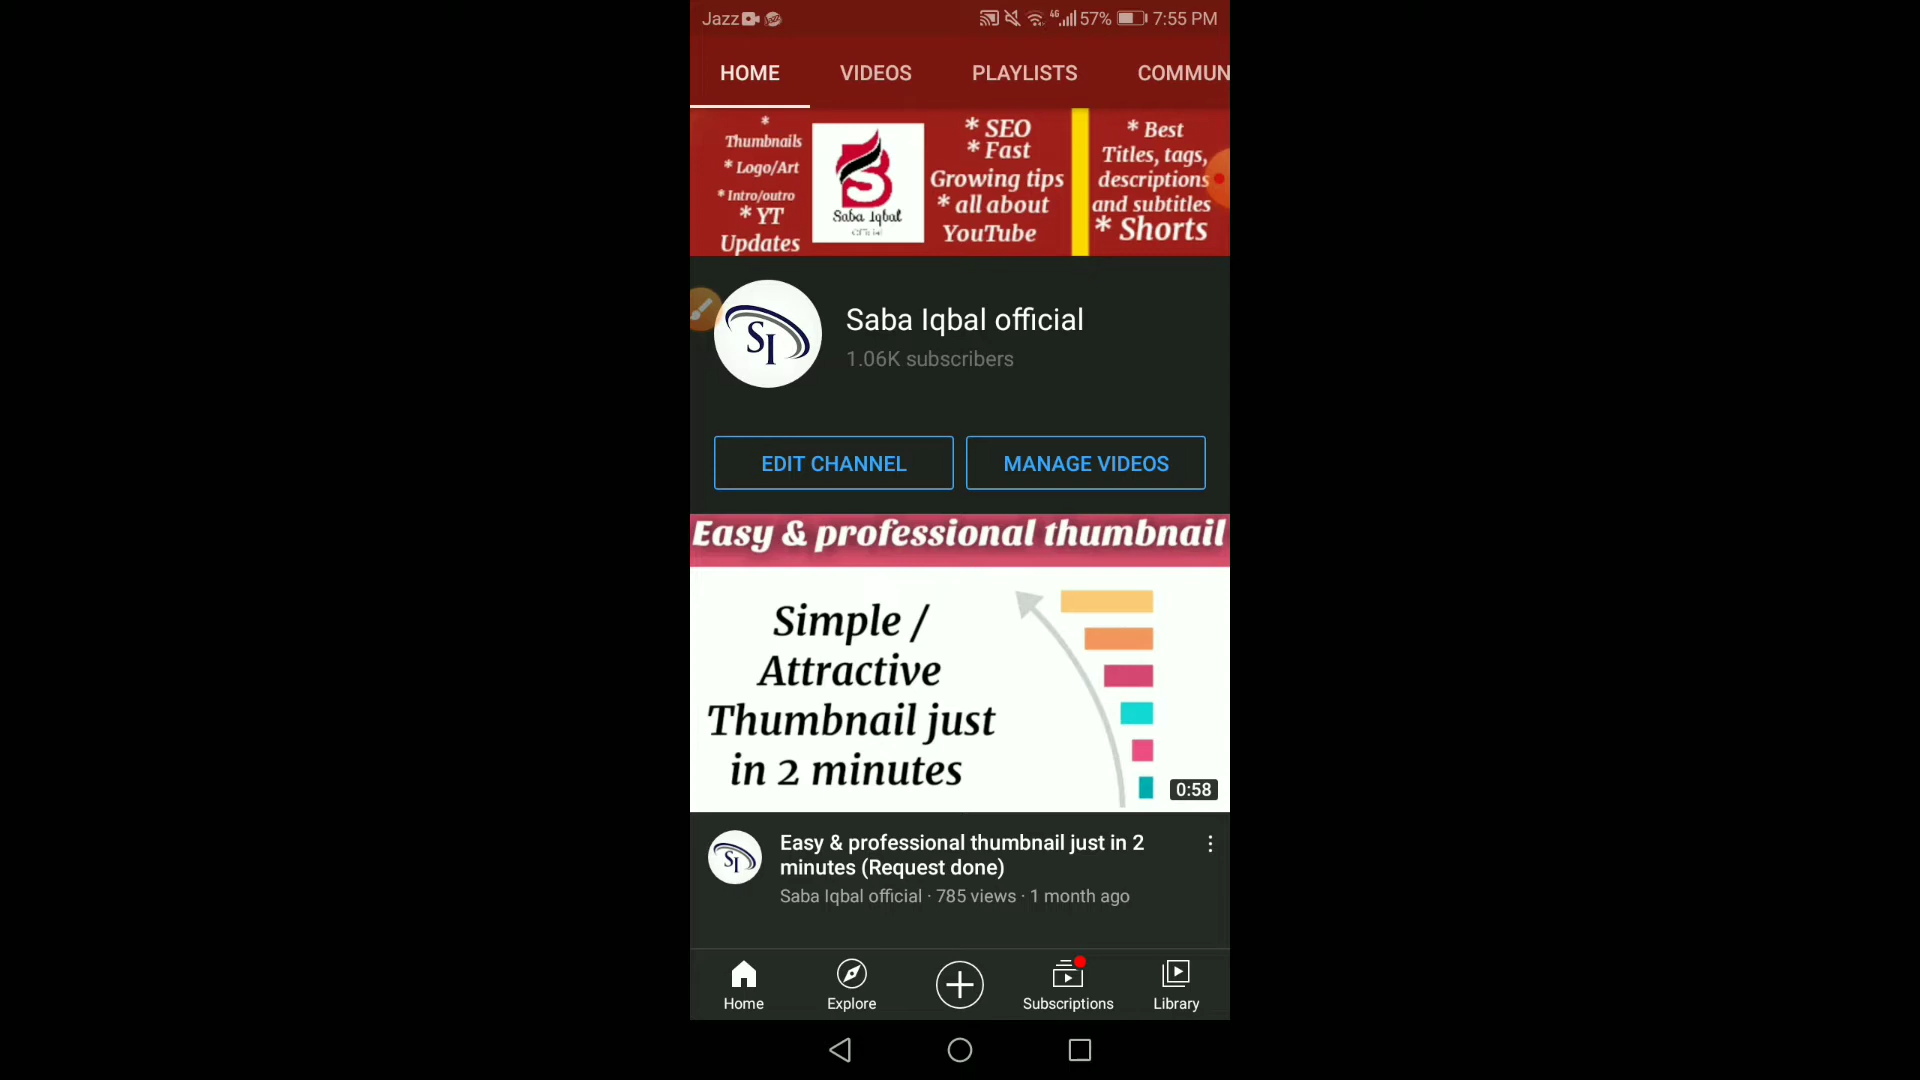 Jazz 4G 57% 7:55 PM
HOME VIDEOS PLAYLISTS COMMUN
*
Thumbnails
* Logo/Art
* Intro/outro
* YT
Updates
B
Saba Iqbal
* SEO
* Fast
Growing tips
* all about
YouTube
* Best
Titles, tags,
descriptions
and subtitles
* Shorts
SI
Saba Iqbal official
1.06K subscribers
EDIT CHANNEL MANAGE VIDEOS
Easy & professional thumbnail
Simple /
Attractive
Thumbnail just
in 2 minutes
0:58
SI
Easy & professional thumbnail just in 2
minutes (Request done)
Saba Iqbal official · 785 views · 1 month ago
Home Explore Subscriptions Library